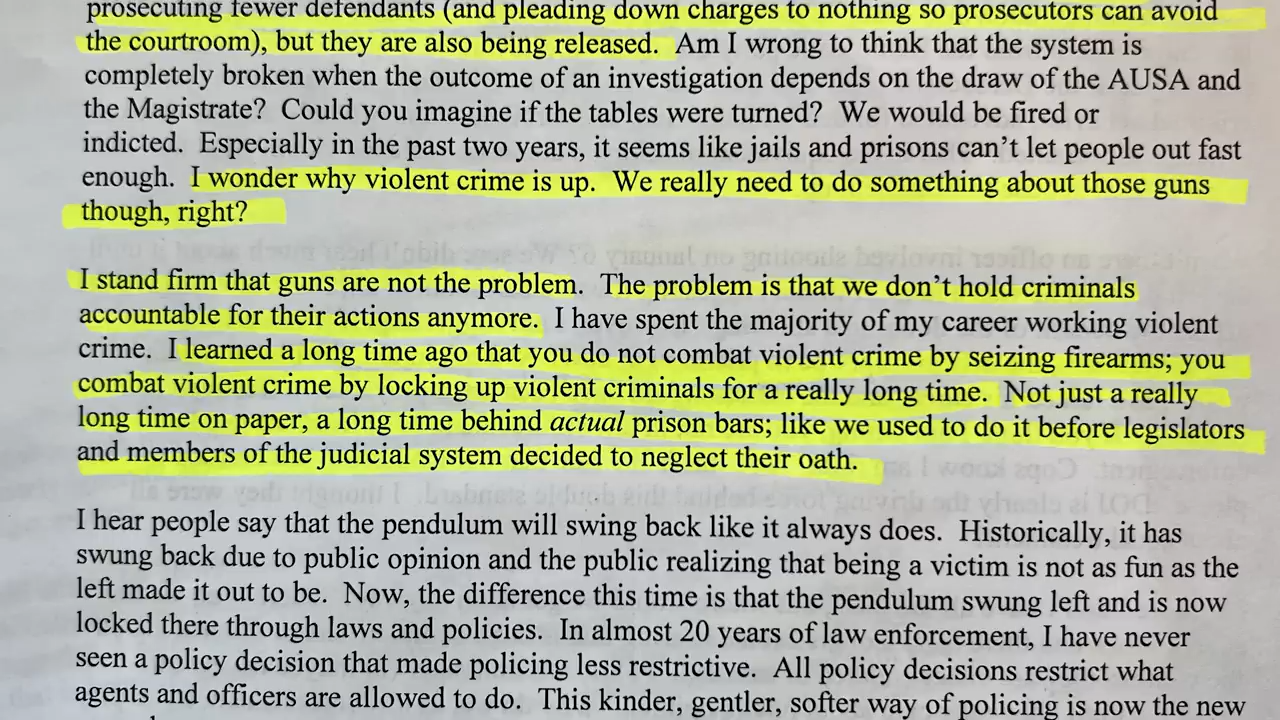 prosecuting fewer defendants (and pleading down charges to nothing so prosecutors can avoid
the courtroom), but they are also being released. Am I wrong to think that the system is
completely broken when the outcome of an investigation depends on the draw of the AUSA and
the Magistrate? Could you imagine if the tables were turned? We would be fired or
indicted. Especially in the past two years, it seems like jails and prisons can't let people out fast
enough. I wonder why violent crime is up. We really need to do something about those guns
though, right?
I stand firm that guns are not the problem. The problem is that we don't hold criminals
accountable for their actions anymore. I have spent the majority of my career working violent
crime. I learned a long time ago that you do not combat violent crime by seizing firearms; you
combat violent crime by locking up violent criminals for a really long time. Not just a really
long time on paper, a long time behind actual prison bars; like we used to do it before legislators
and members of the judicial system decided to neglect their oath.
I hear people say that the pendulum will swing back like it always does. Historically, it has
swung back due to public opinion and the public realizing that being a victim is not as fun as the
left made it out to be. Now, the difference this time is that the pendulum swung left and is now
locked there through laws and policies. In almost 20 years of law enforcement, I have never
seen a policy decision that made policing less restrictive. All policy decisions restrict what
agents and officers are allowed to do. This kinder, gentler, softer way of policing is now the new